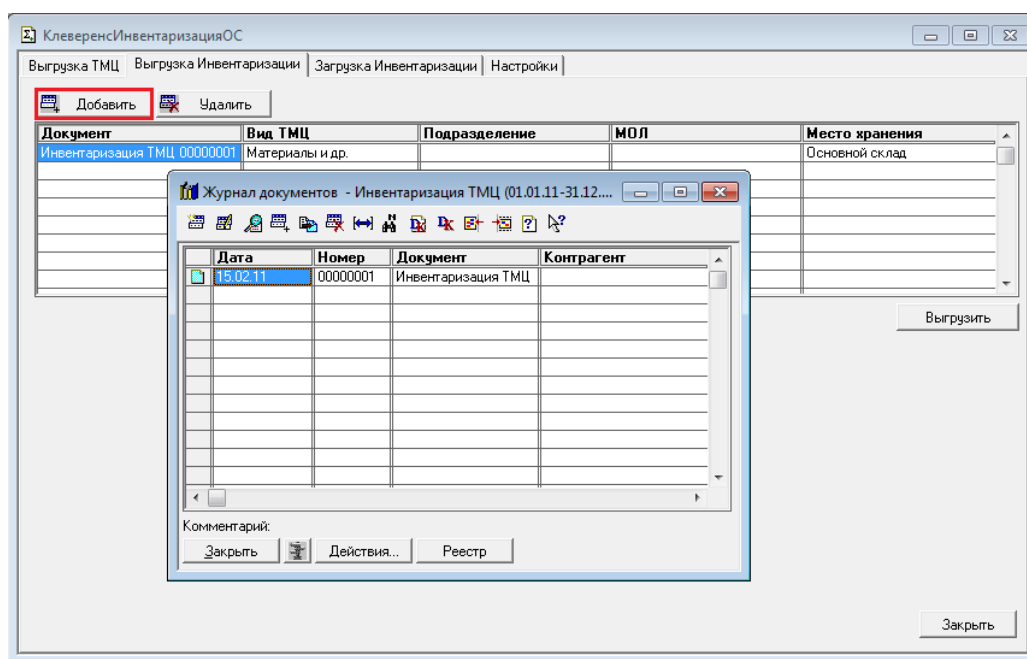 КлеверенсИнвентаризацияОС
Выгрузка ТМЦ Выгрузка Инвентаризации Загрузка Инвентаризации Настройки
Добавить Удалить
Документ Вид ТМЦ Подразделение МОЛ Место хранения
Инвентаризация ТМЦ 00000001 Материалы и др. Основной склад
Журнал документов - Инвентаризация ТМЦ (01.01.11-31.12....
Дата Номер Документ Контрагент
15.02.11 00000001 Инвентаризация ТМЦ
Выгрузить
Комментарий:
Закрыть Действия... Реестр
Закрыть